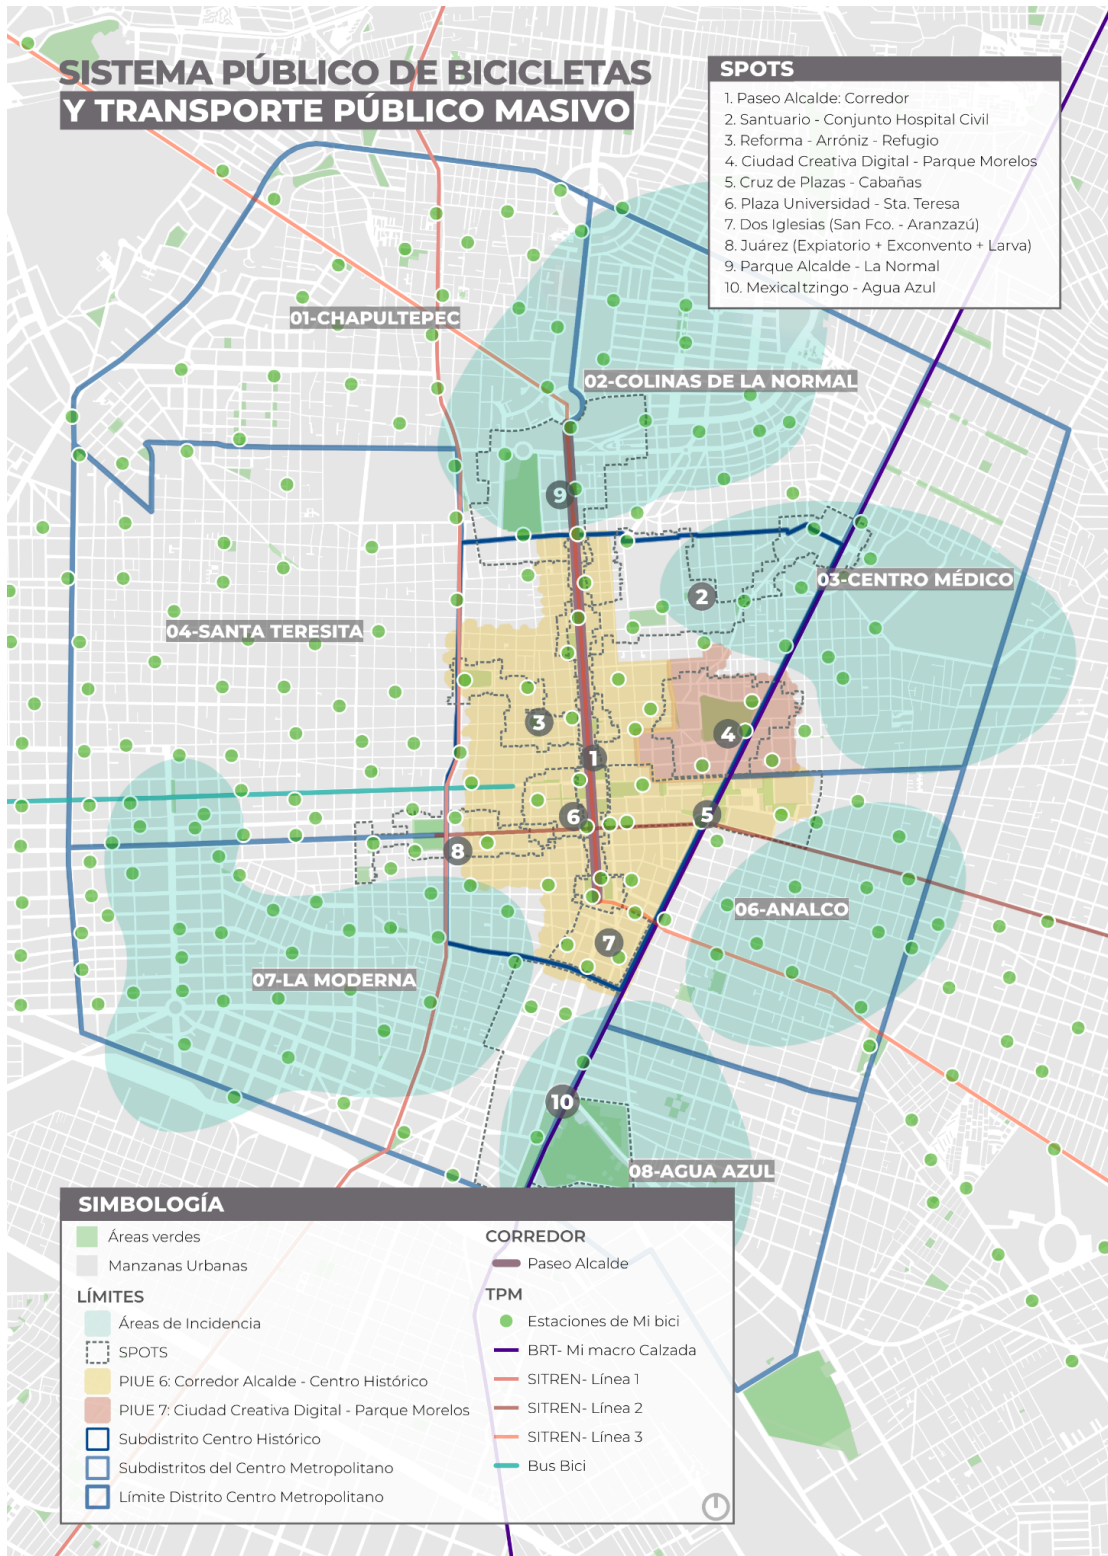 SISTEMA PÚBLICO DE BICICLETAS
Y TRANSPORTE PÚBLICO MASIVO
SPOTS
1. Paseo Alcalde: Corredor
2. Santuario - Conjunto Hospital Civil
3. Reforma - Arróniz - Refugio
4. Ciudad Creativa Digital - Parque Morelos
5. Cruz de Plazas - Cabañas
6. Plaza Universidad - Sta. Teresa
7. Dos Iglesias (San Fco. - Aranzazú)
8. Juárez (Expiatorio + Exconvento + Larva)
9. Parque Alcalde - La Normal
10. Mexicaltzingo - Agua Azul
01-CHAPULTEPEC
02-COLINAS DE LA NORMAL
9
03-CENTRO MÉDICO
2
04-SANTA TERESITA
3
4
1
5
6
8
06-ANALCO
7
07-LA MODERNA
10
08-AGUA AZUL
SIMBOLOGÍA
Áreas verdes
Manzanas Urbanas
LÍMITES
Áreas de Incidencia
SPOTS
PIUE 6: Corredor Alcalde - Centro Histórico
PIUE 7: Ciudad Creativa Digital - Parque Morelos
Subdistrito Centro Histórico
Subdistritos del Centro Metropolitano
Límite Distrito Centro Metropolitano
CORREDOR
Paseo Alcalde
TPM
Estaciones de Mi bici
BRT- Mi macro Calzada
SITREN- Línea 1
SITREN- Línea 2
SITREN- Línea 3
Bus Bici